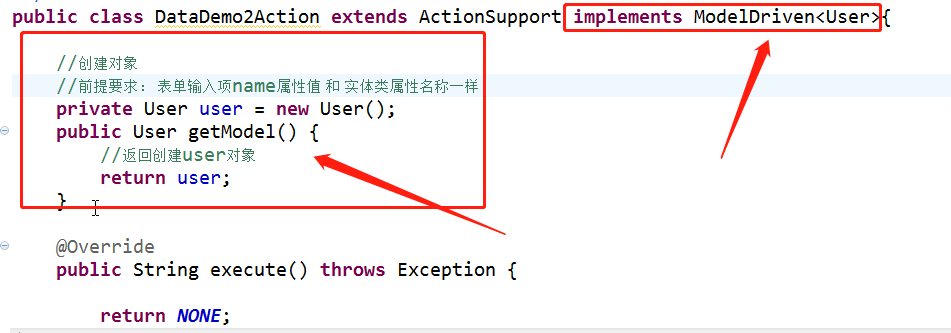 public class DataDemo2Action extends ActionSupport implements ModelDriven<User>{
//创建对象
//前提要求：表单输入项name属性值 和 实体类属性名称一样
private User user = new User();
public User getModel() {
//返回创建user对象
return user;
}
@Override
public String execute() throws Exception {
return NONE;